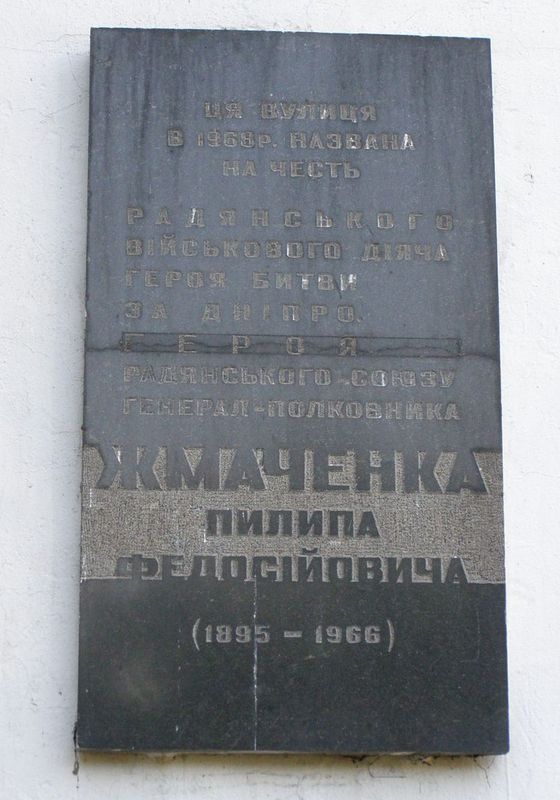 ЦЯ ВУЛИЦЯ
В 1968 Р. НАЗВАНА
НА ЧЕСТЬ
РАДЯНСЬКОГО
ВІЙСЬКОВОГО ДІЯЧА
ГЕРОЯ БИТВИ
ЗА ДНІПРО.
ГЕРОЯ
РАДЯНСЬКОГО СОЮЗУ
ГЕНЕРАЛ-ПОЛКОВНИКА
ЖМАЧЕНКА
ПИЛИПА
ФЕДОСІЙОВИЧА
(1895 - 1966)